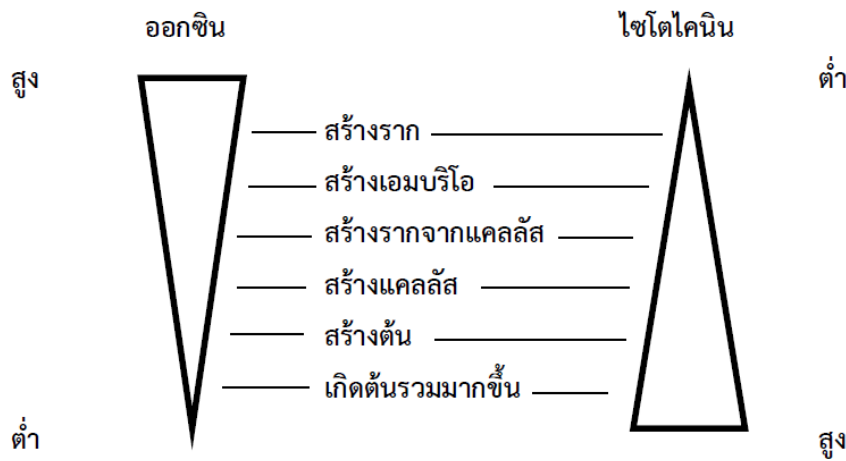 ออกซิน ไซโตไคนิน
สูง ต่ำ
สร้างราก
สร้างเอมบริโอ
สร้างรากจากแคลลัส
สร้างแคลลัส
สร้างต้น
เกิดต้นรวมมากขึ้น
ต่ำ สูง